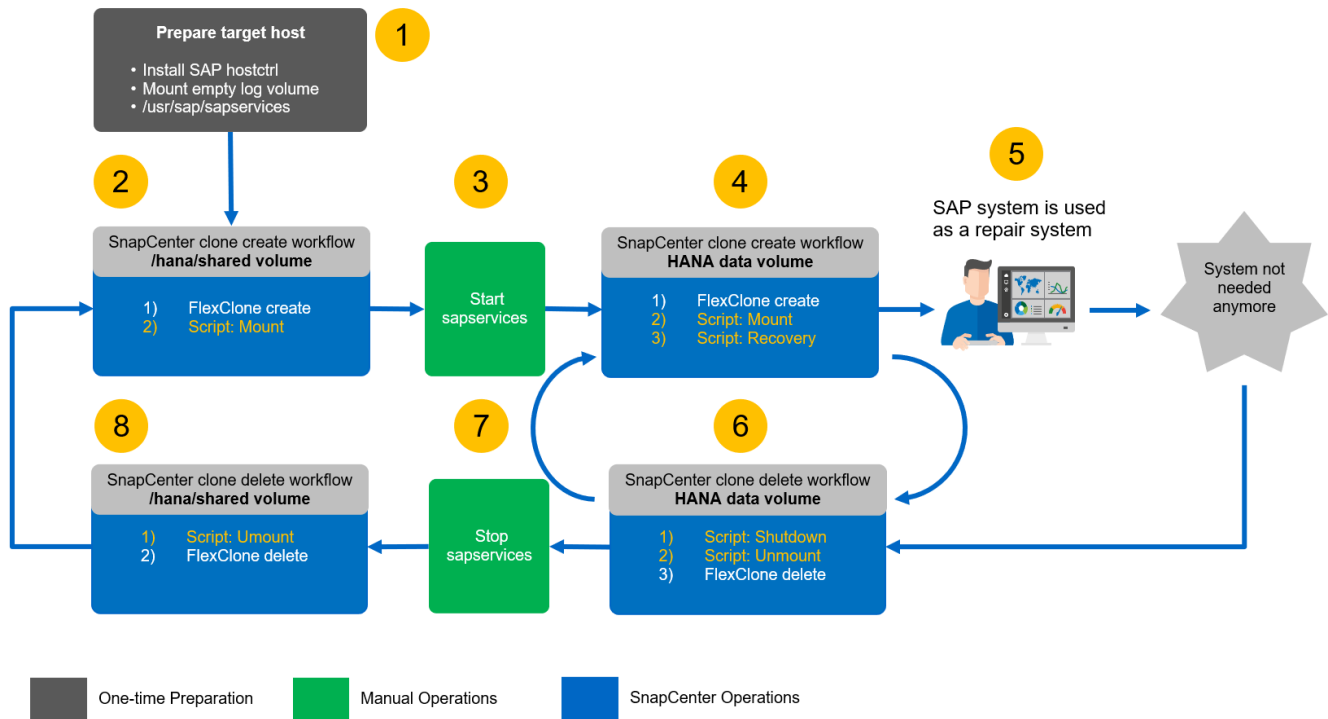 Prepare target host
• Install SAP hostctrl
• Mount empty log volume
• /usr/sap/sapservices
1
2
SnapCenter clone create workflow
/hana/shared volume
1) FlexClone create
2) Script: Mount
3
Start
sapservices
4
SnapCenter clone create workflow
HANA data volume
1) FlexClone create
2) Script: Mount
3) Script: Recovery
5
SAP system is used
as a repair system
System not
needed
anymore
8
SnapCenter clone delete workflow
/hana/shared volume
1) Script: Umount
2) FlexClone delete
7
Stop
sapservices
6
SnapCenter clone delete workflow
HANA data volume
1) Script: Shutdown
2) Script: Unmount
3) FlexClone delete
One-time Preparation
Manual Operations
SnapCenter Operations